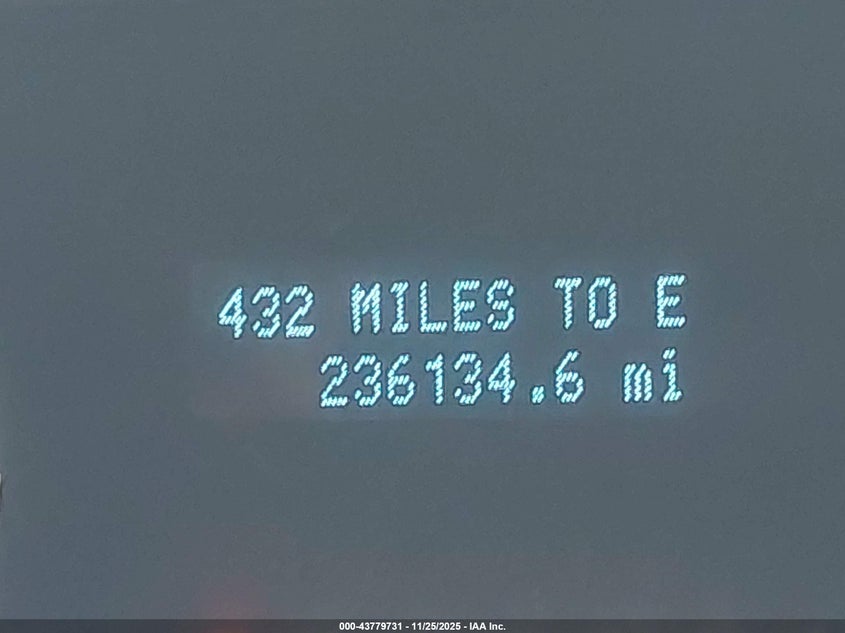 432 MILES TO E
236134.6 mi
000-43779731 - 11/25/2025 - IAA Inc.